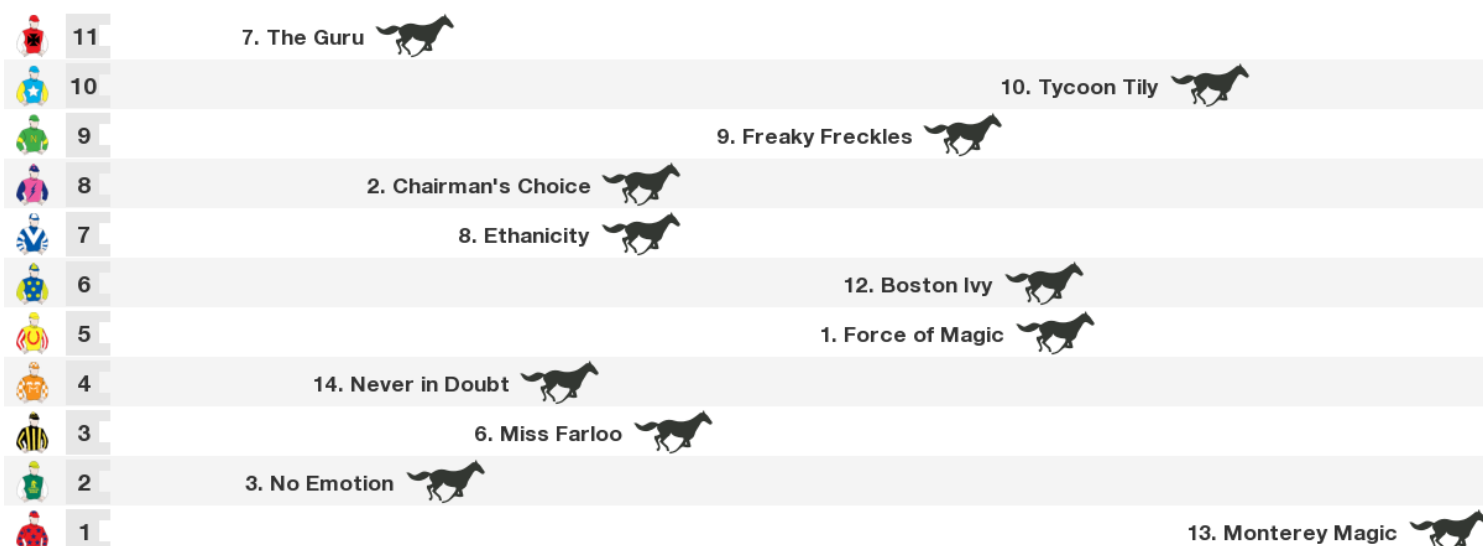 11 7. The Guru
10 10. Tycoon Tily
N 9 9. Freaky Freckles
8 2. Chairman's Choice
7 8. Ethanicity
6 12. Boston Ivy
5 1. Force of Magic
4 14. Never in Doubt
3 6. Miss Farloo
2 3. No Emotion
1 13. Monterey Magic